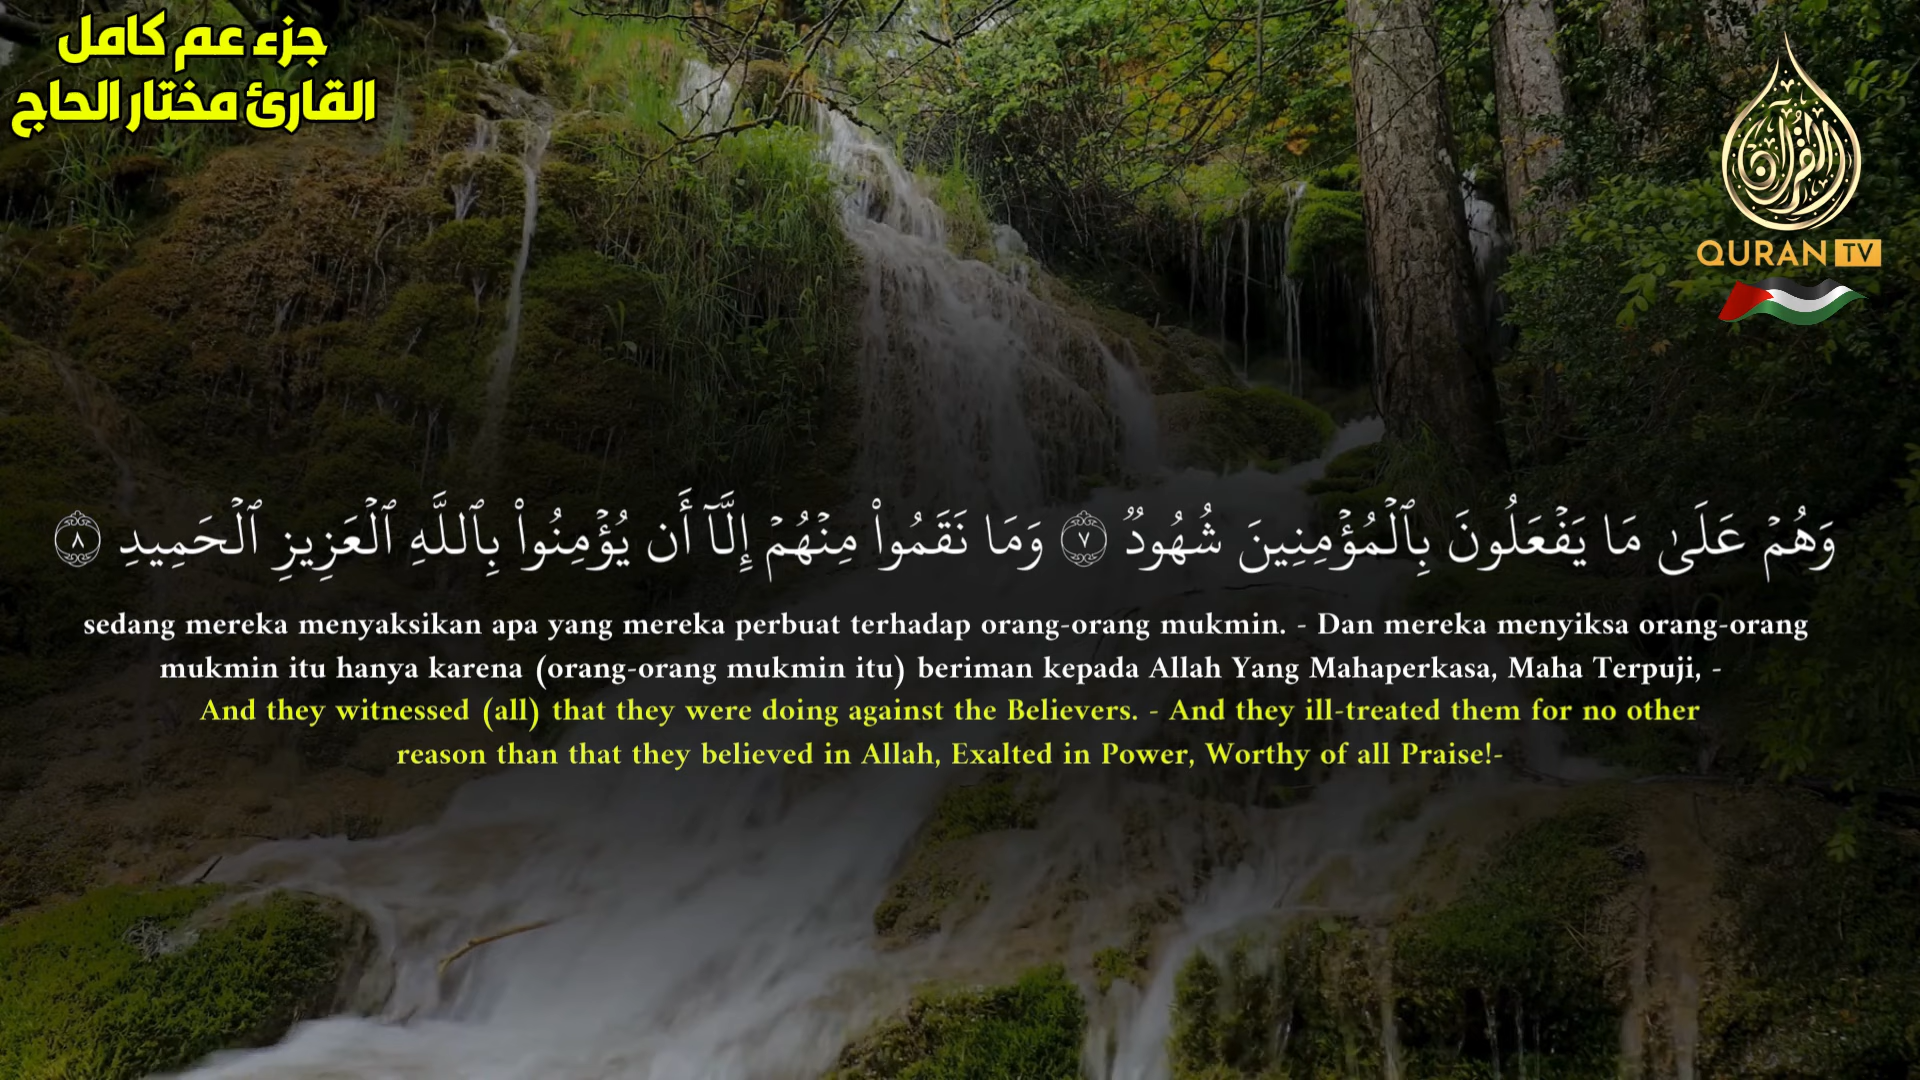 جزء عم كامل
القارئ مختار الحاج
القرآن
QURAN TV
وَهُمْ عَلَىٰ مَا يَفْعَلُونَ بِٱلْمُؤْمِنِينَ شُهُودٌ ٧ وَمَا نَقَمُوا۟ مِنْهُمْ إِلَّآ أَن يُؤْمِنُوا۟ بِٱللَّهِ ٱلْعَزِيزِ ٱلْحَمِيدِ ٨
sedang mereka menyaksikan apa yang mereka perbuat terhadap orang-orang mukmin. - Dan mereka menyiksa orang-orang
mukmin itu hanya karena (orang-orang mukmin itu) beriman kepada Allah Yang Mahaperkasa, Maha Terpuji, -
And they witnessed (all) that they were doing against the Believers. - And they ill-treated them for no other
reason than that they believed in Allah, Exalted in Power, Worthy of all Praise!-